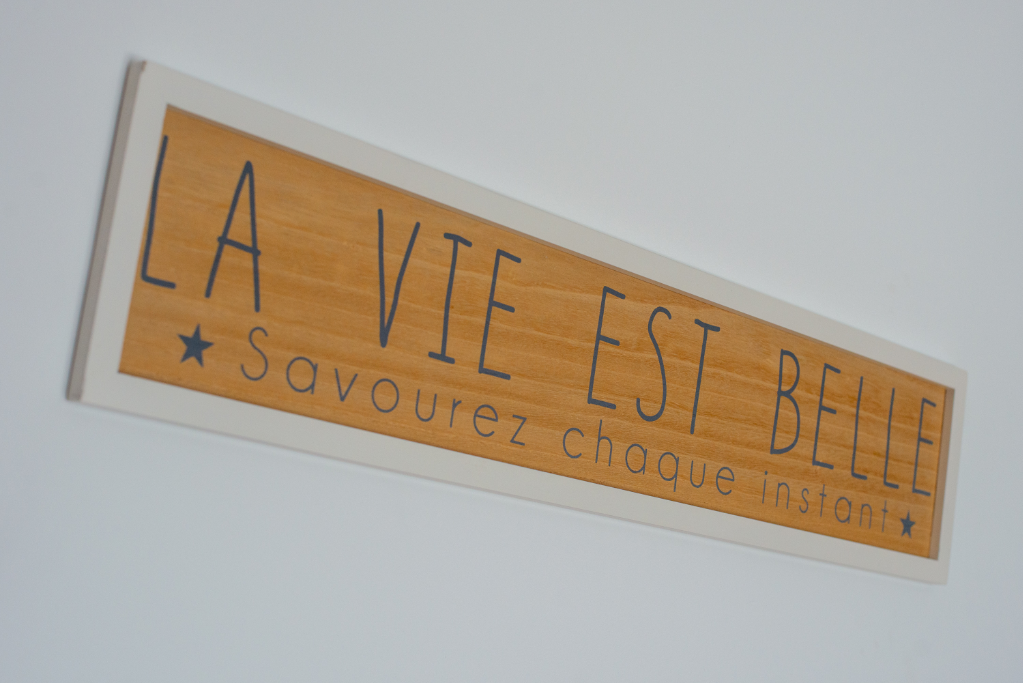 LA VIE EST BELLE
★ Savourez chaque instant ★